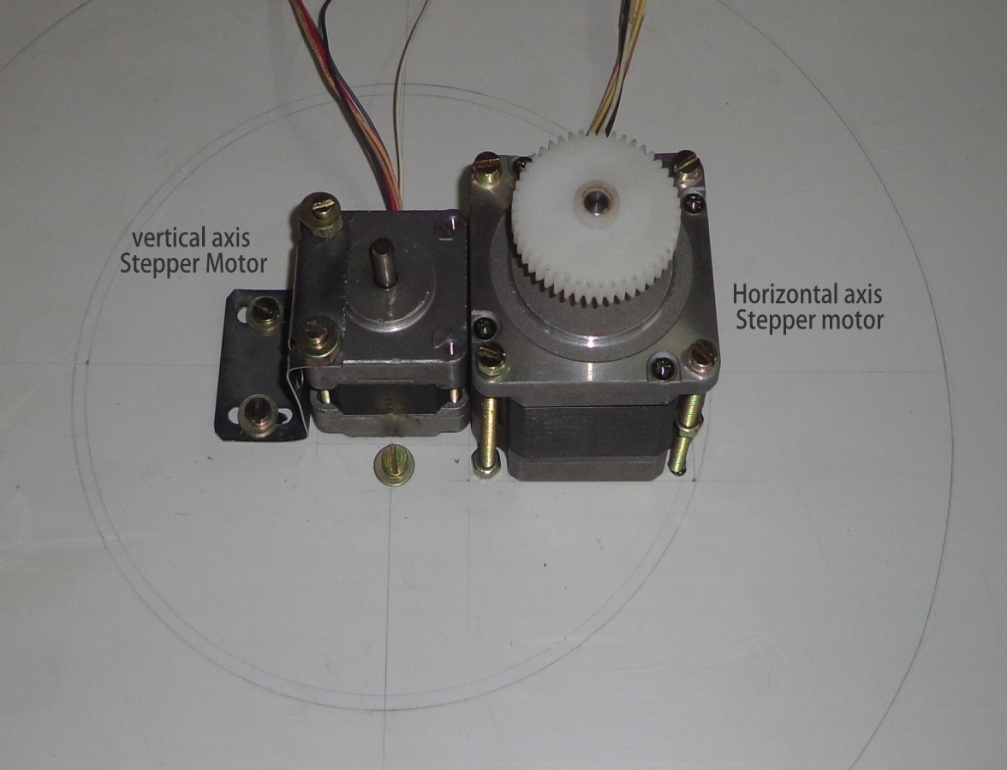 vertical axis
Stepper Motor
Horizontal axis
Stepper motor